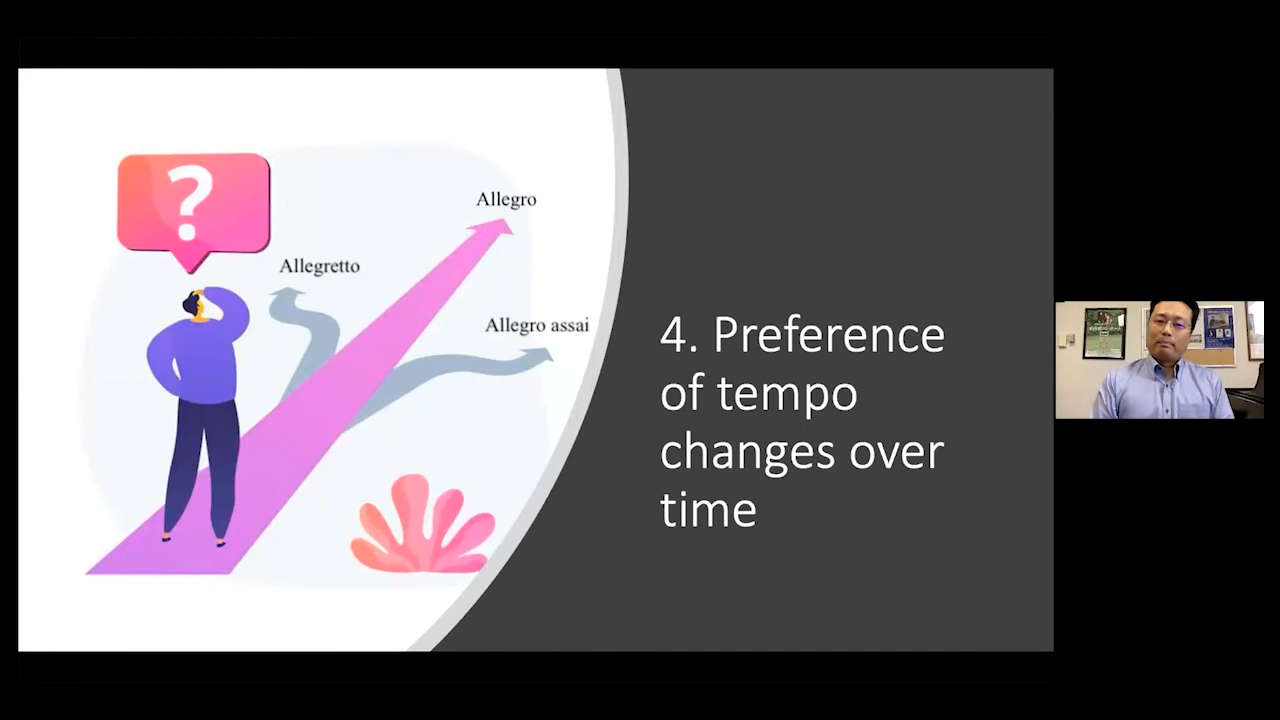 ?
Allegro
Allegretto
Allegro assai
4. Preference
of tempo
changes over
time